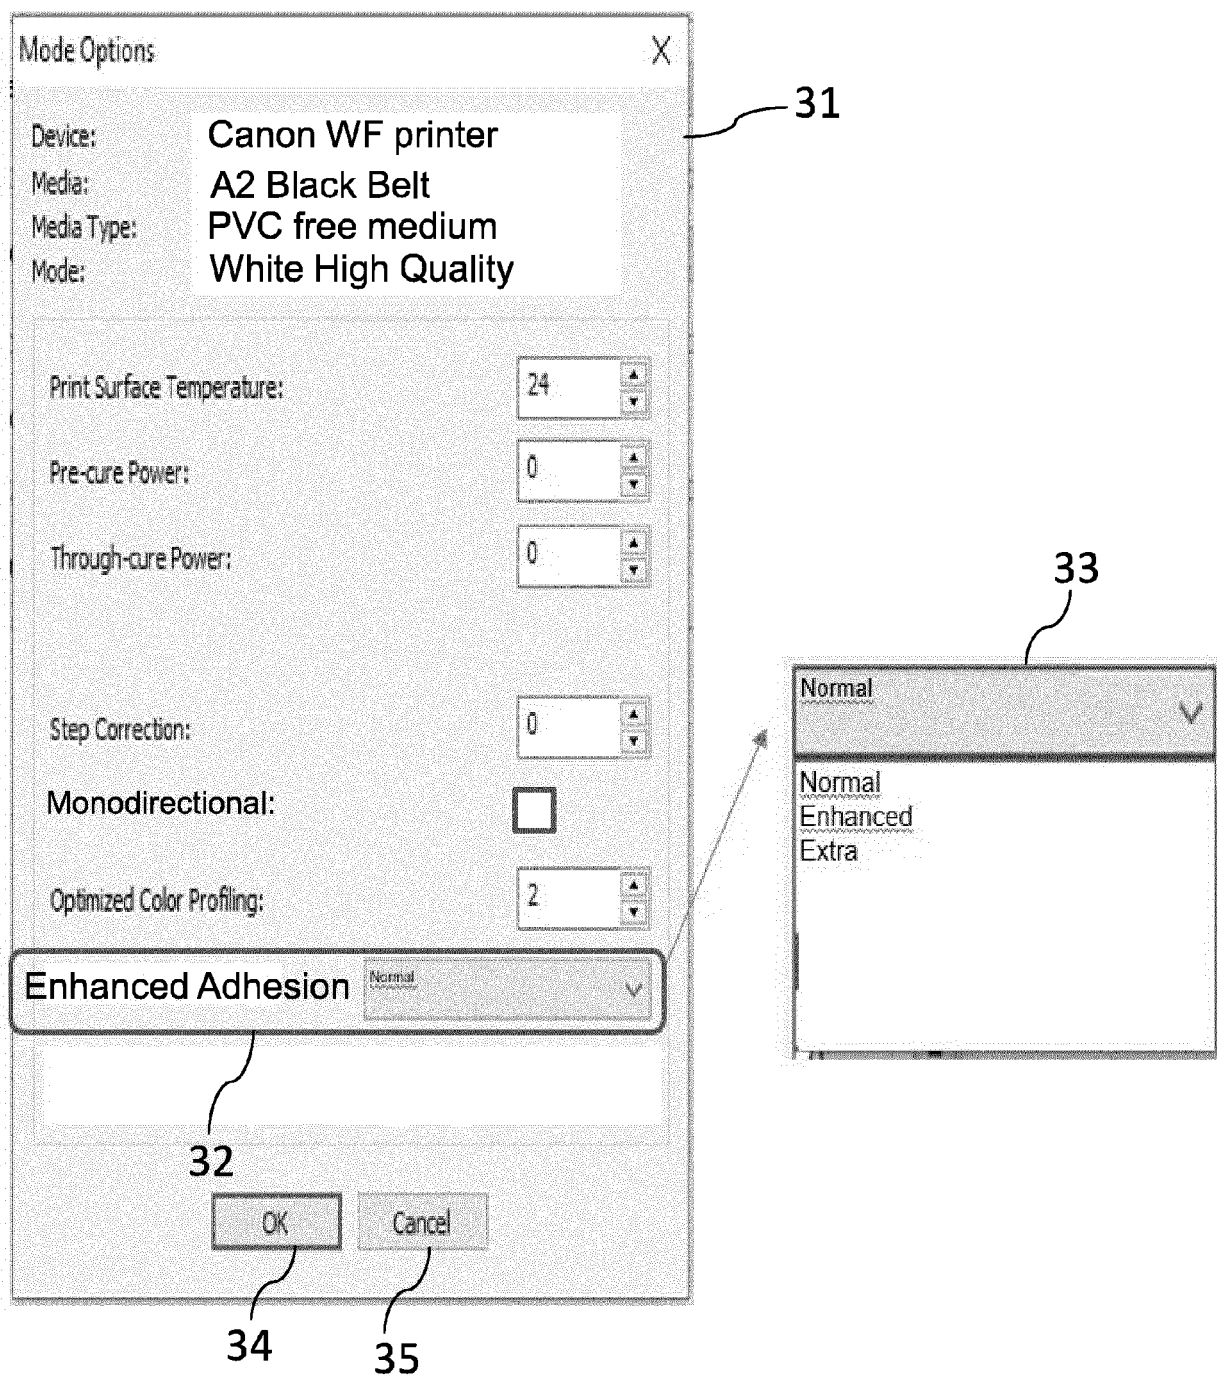 Mode Options X
31
Device: Canon WF printer
Media: A2 Black Belt
Media Type: PVC free medium
Mode: White High Quality
Print Surface Temperature: 24
Pre-cure Power: 0
Through-cure Power: 0
33
Normal
Normal
Enhanced
Extra
Step Correction: 0
Monodirectional:
Optimized Color Profiling: 2
Enhanced Adhesion Normal
32
OK Cancel
34 35